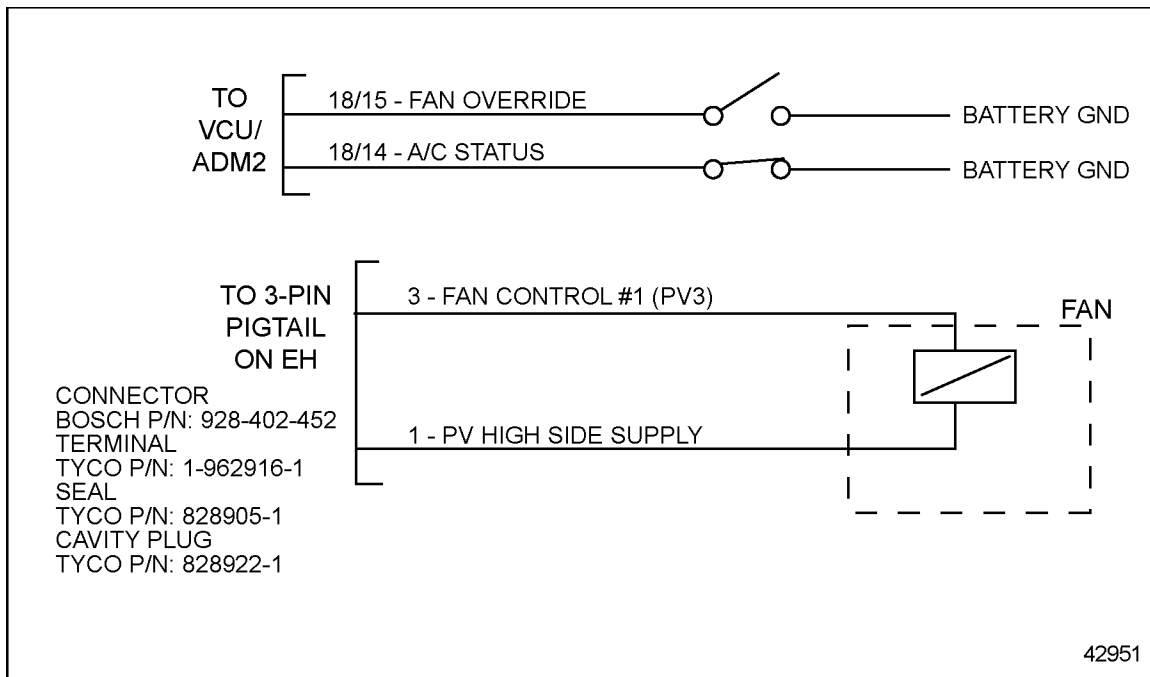 TO
VCU/
ADM2
18/15 - FAN OVERRIDE
BATTERY GND
18/14 - A/C STATUS
BATTERY GND
TO 3-PIN
PIGTAIL
ON EH
3 - FAN CONTROL #1 (PV3)
FAN
1 - PV HIGH SIDE SUPPLY
CONNECTOR
BOSCH P/N: 928-402-452
TERMINAL
TYCO P/N: 1-962916-1
SEAL
TYCO P/N: 828905-1
CAVITY PLUG
TYCO P/N: 828922-1
42951